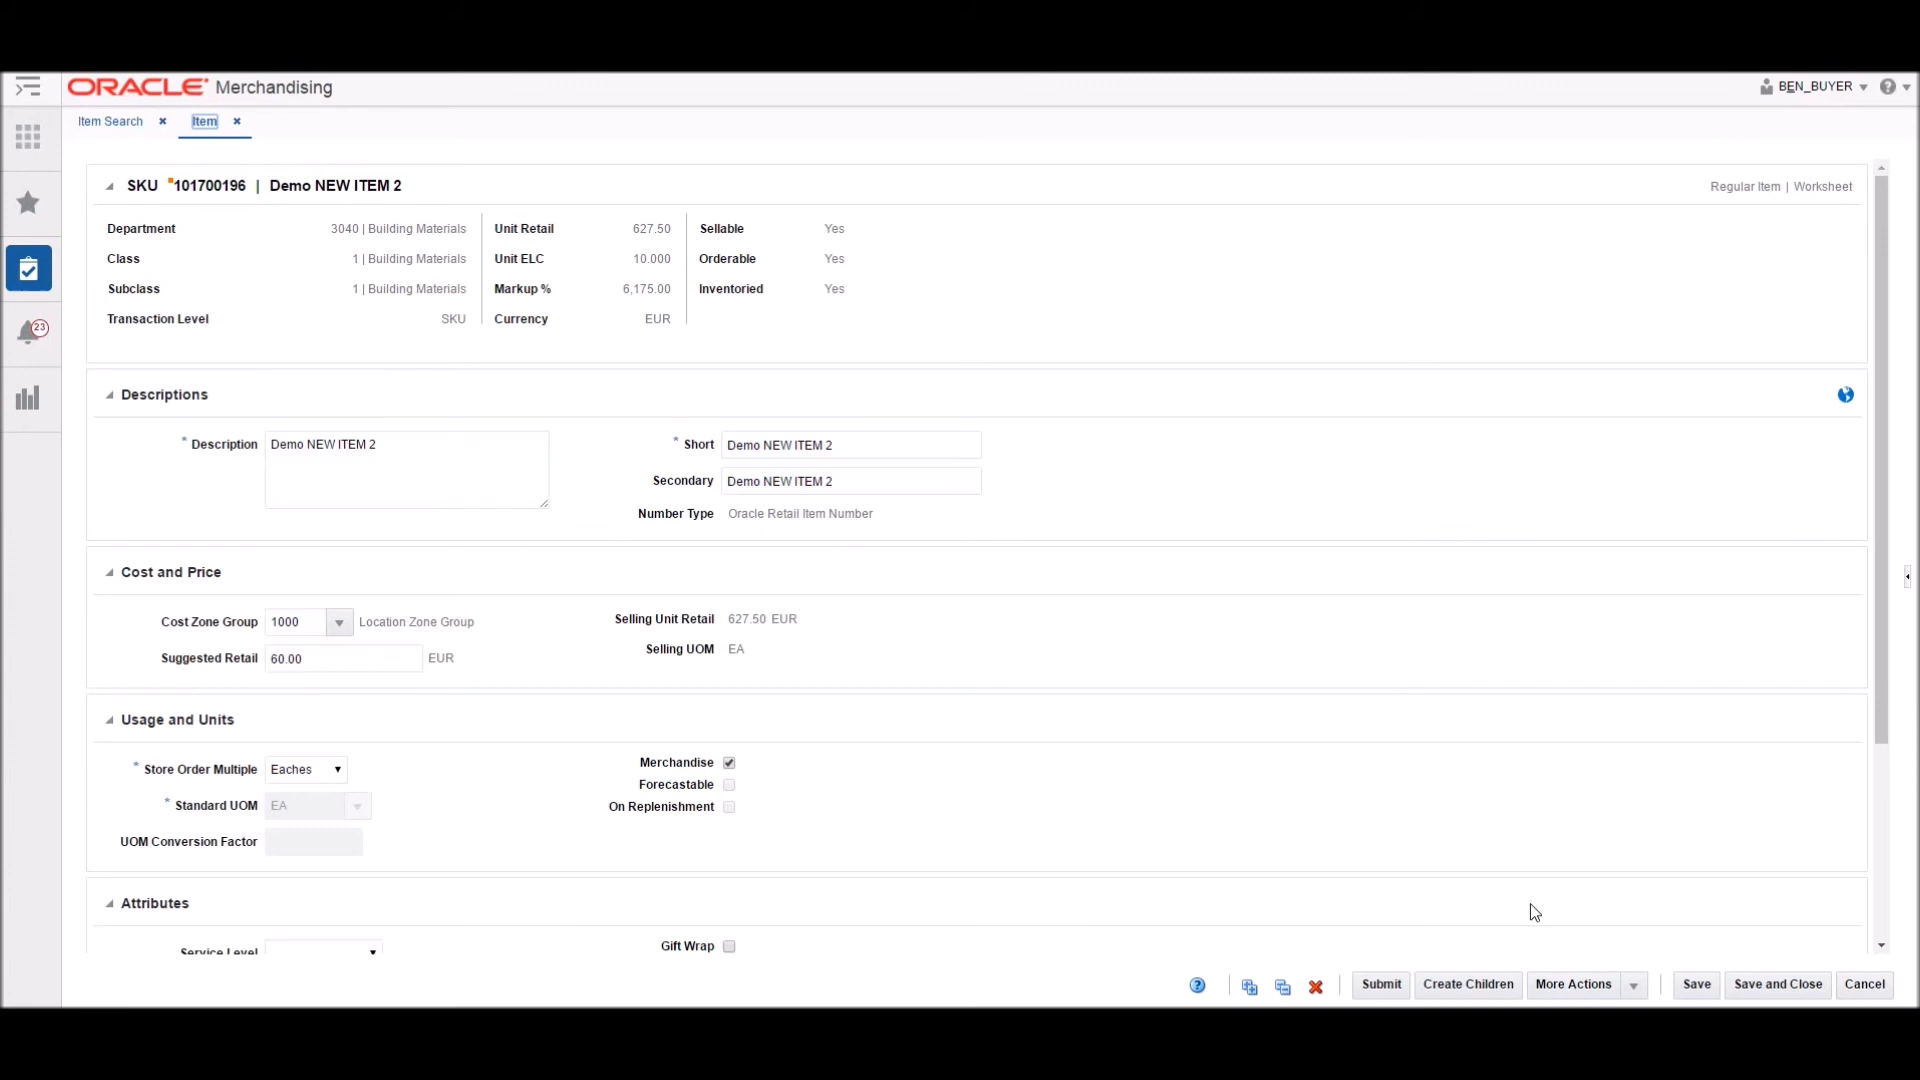 ORACLE Merchandising
BEN_BUYER
Item Search
Item
23
SKU 101700196 | Demo NEW ITEM 2
Regular Item | Worksheet
Department 3040 | Building Materials
Class 1 | Building Materials
Subclass 1 | Building Materials
Transaction Level SKU
Unit Retail 627.50
Unit ELC 10.000
Markup % 6,175.00
Currency EUR
Sellable Yes
Orderable Yes
Inventoried Yes
Descriptions
* Description Demo NEW ITEM 2
* Short Demo NEW ITEM 2
Secondary Demo NEW ITEM 2
Number Type Oracle Retail Item Number
Cost and Price
Cost Zone Group 1000 Location Zone Group
Suggested Retail 60.00 EUR
Selling Unit Retail 627.50 EUR
Selling UOM EA
Usage and Units
* Store Order Multiple Eaches
* Standard UOM EA
UOM Conversion Factor
Merchandise
Forecastable
On Replenishment
Attributes
Service Level
Gift Wrap
Submit
Create Children
More Actions
Save
Save and Close
Cancel